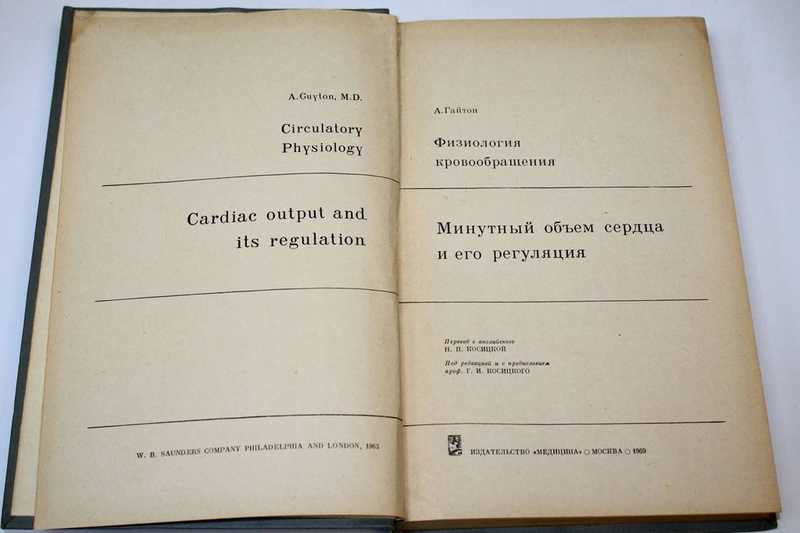 A. Guyton, M.D.
Circulatory
Physiology
Cardiac output and
its regulation
W. B. SAUNDERS COMPANY PHILADELPHIA AND LONDON, 1963
А. Гайтон
Физиология
кровообращения
Минутный объем сердца
и его регуляция
Перевод с английского
Н. П. КОСИЦКОЙ
Под редакцией и с предисловием
проф. Г. И. КОСИЦКОГО
ИЗДАТЕЛЬСТВО «МЕДИЦИНА» ○ МОСКВА ○ 1969